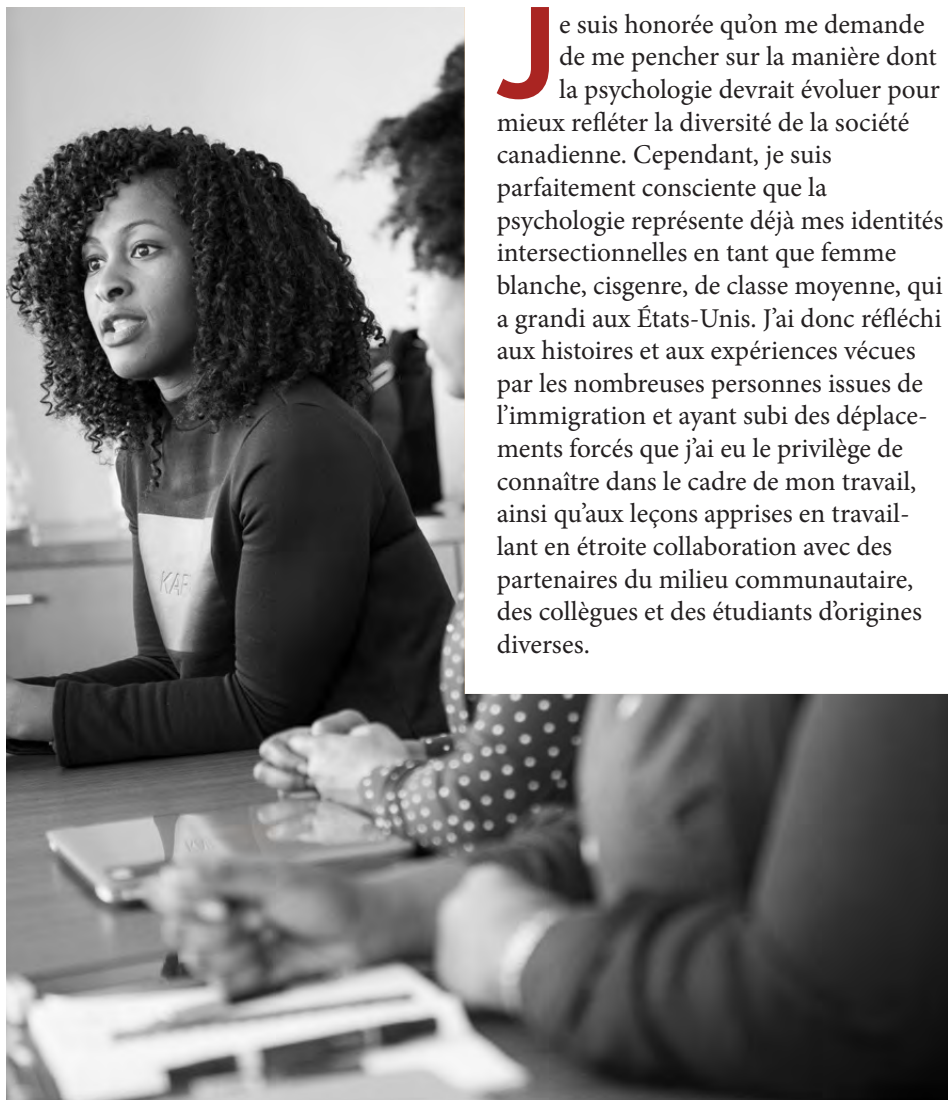 Je suis honorée qu'on me demande
de me pencher sur la manière dont
la psychologie devrait évoluer pour
mieux refléter la diversité de la société
canadienne. Cependant, je suis
parfaitement consciente que la
psychologie représente déjà mes identités
intersectionnelles en tant que femme
blanche, cisgenre, de classe moyenne, qui
a grandi aux États-Unis. J'ai donc réfléchi
aux histoires et aux expériences vécues
par les nombreuses personnes issues de
l'immigration et ayant subi des déplace-
ments forcés que j'ai eu le privilège de
connaître dans le cadre de mon travail,
ainsi qu'aux leçons apprises en travail-
lant en étroite collaboration avec des
partenaires du milieu communautaire,
des collègues et des étudiants d'origines
diverses.